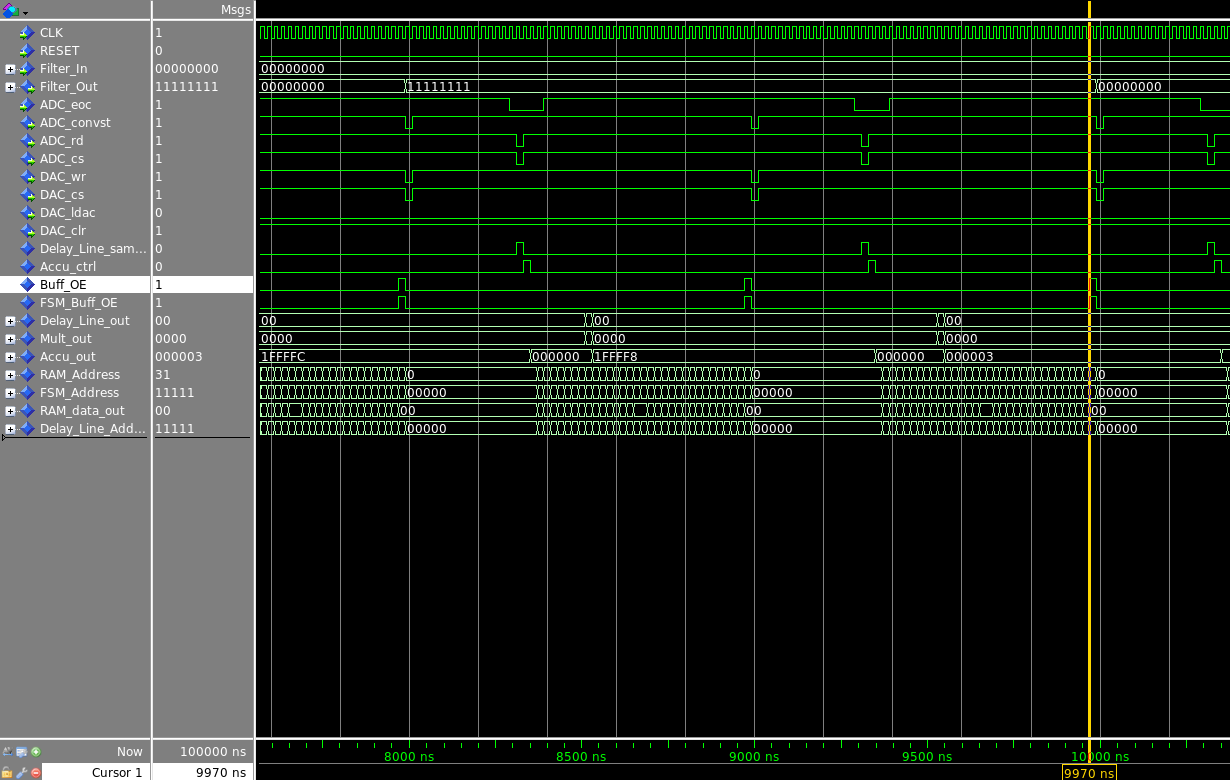 Msgs
CLK 1
RESET 0
Filter_In 00000000 00000000
Filter_Out 11111111 00000000 11111111 00000000
ADC_eoc 1
ADC_convst 1
ADC_rd 1
ADC_cs 1
DAC_wr 1
DAC_cs 1
DAC_ldac 0
DAC_clr 1
Delay_Line_sam... 0
Accu_ctrl 0
Buff_OE 1
FSM_Buff_OE 1
Delay_Line_out 00 00 00 00
Mult_out 0000 0000 0000 0000
Accu_out 000003 1FFFFC 000000 1FFFF8 000000 000003
RAM_Address 31 0 0 0
FSM_Address 11111 00000 00000 00000
RAM_data_out 00 00 00 00
Delay_Line_Add... 11111 00000 00000 00000
Now 100000 ns 8000 ns 8500 ns 9000 ns 9500 ns 10000 ns
Cursor 1 9970 ns 9970 ns